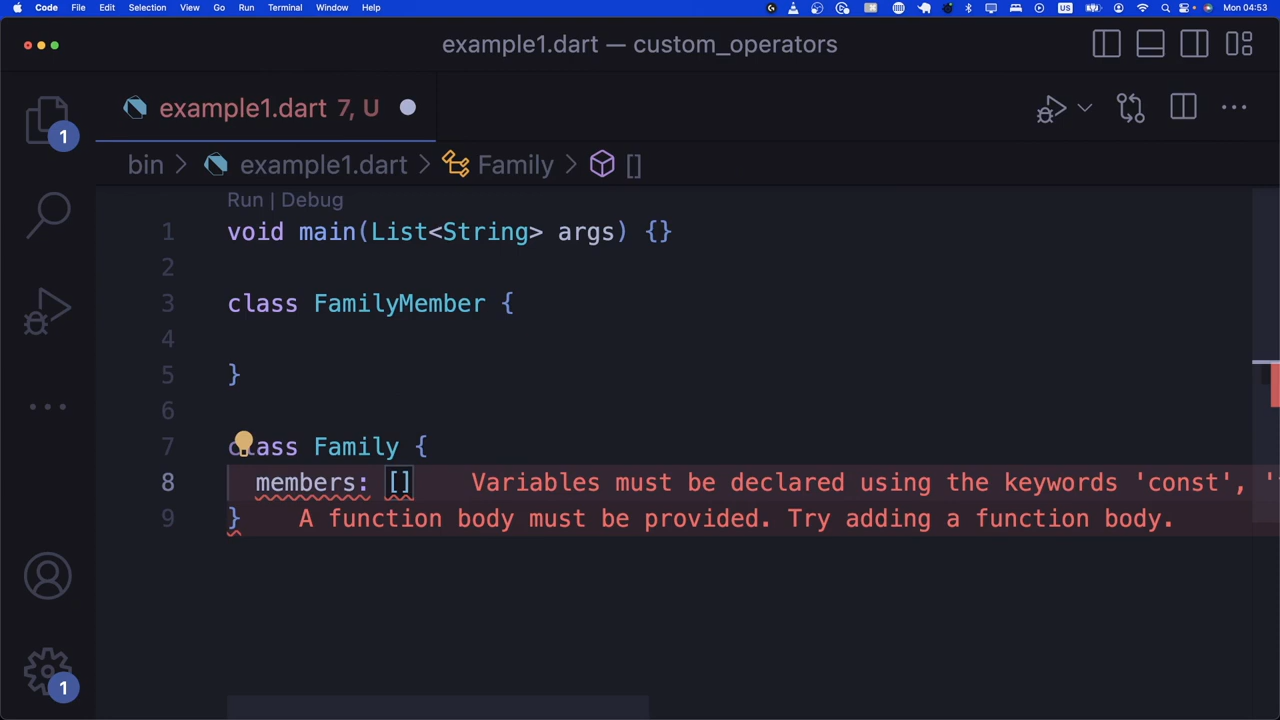 Code File Edit Selection View Go Run Terminal Window Help US Mon 04:53
example1.dart — custom_operators
1
example1.dart 7, U
bin > example1.dart > Family > []
Run | Debug
1 void main(List<String> args) {}
2
3 class FamilyMember {
4
5 }
6
7 class Family {
8 members: [] Variables must be declared using the keywords 'const', '
9 } A function body must be provided. Try adding a function body.
1